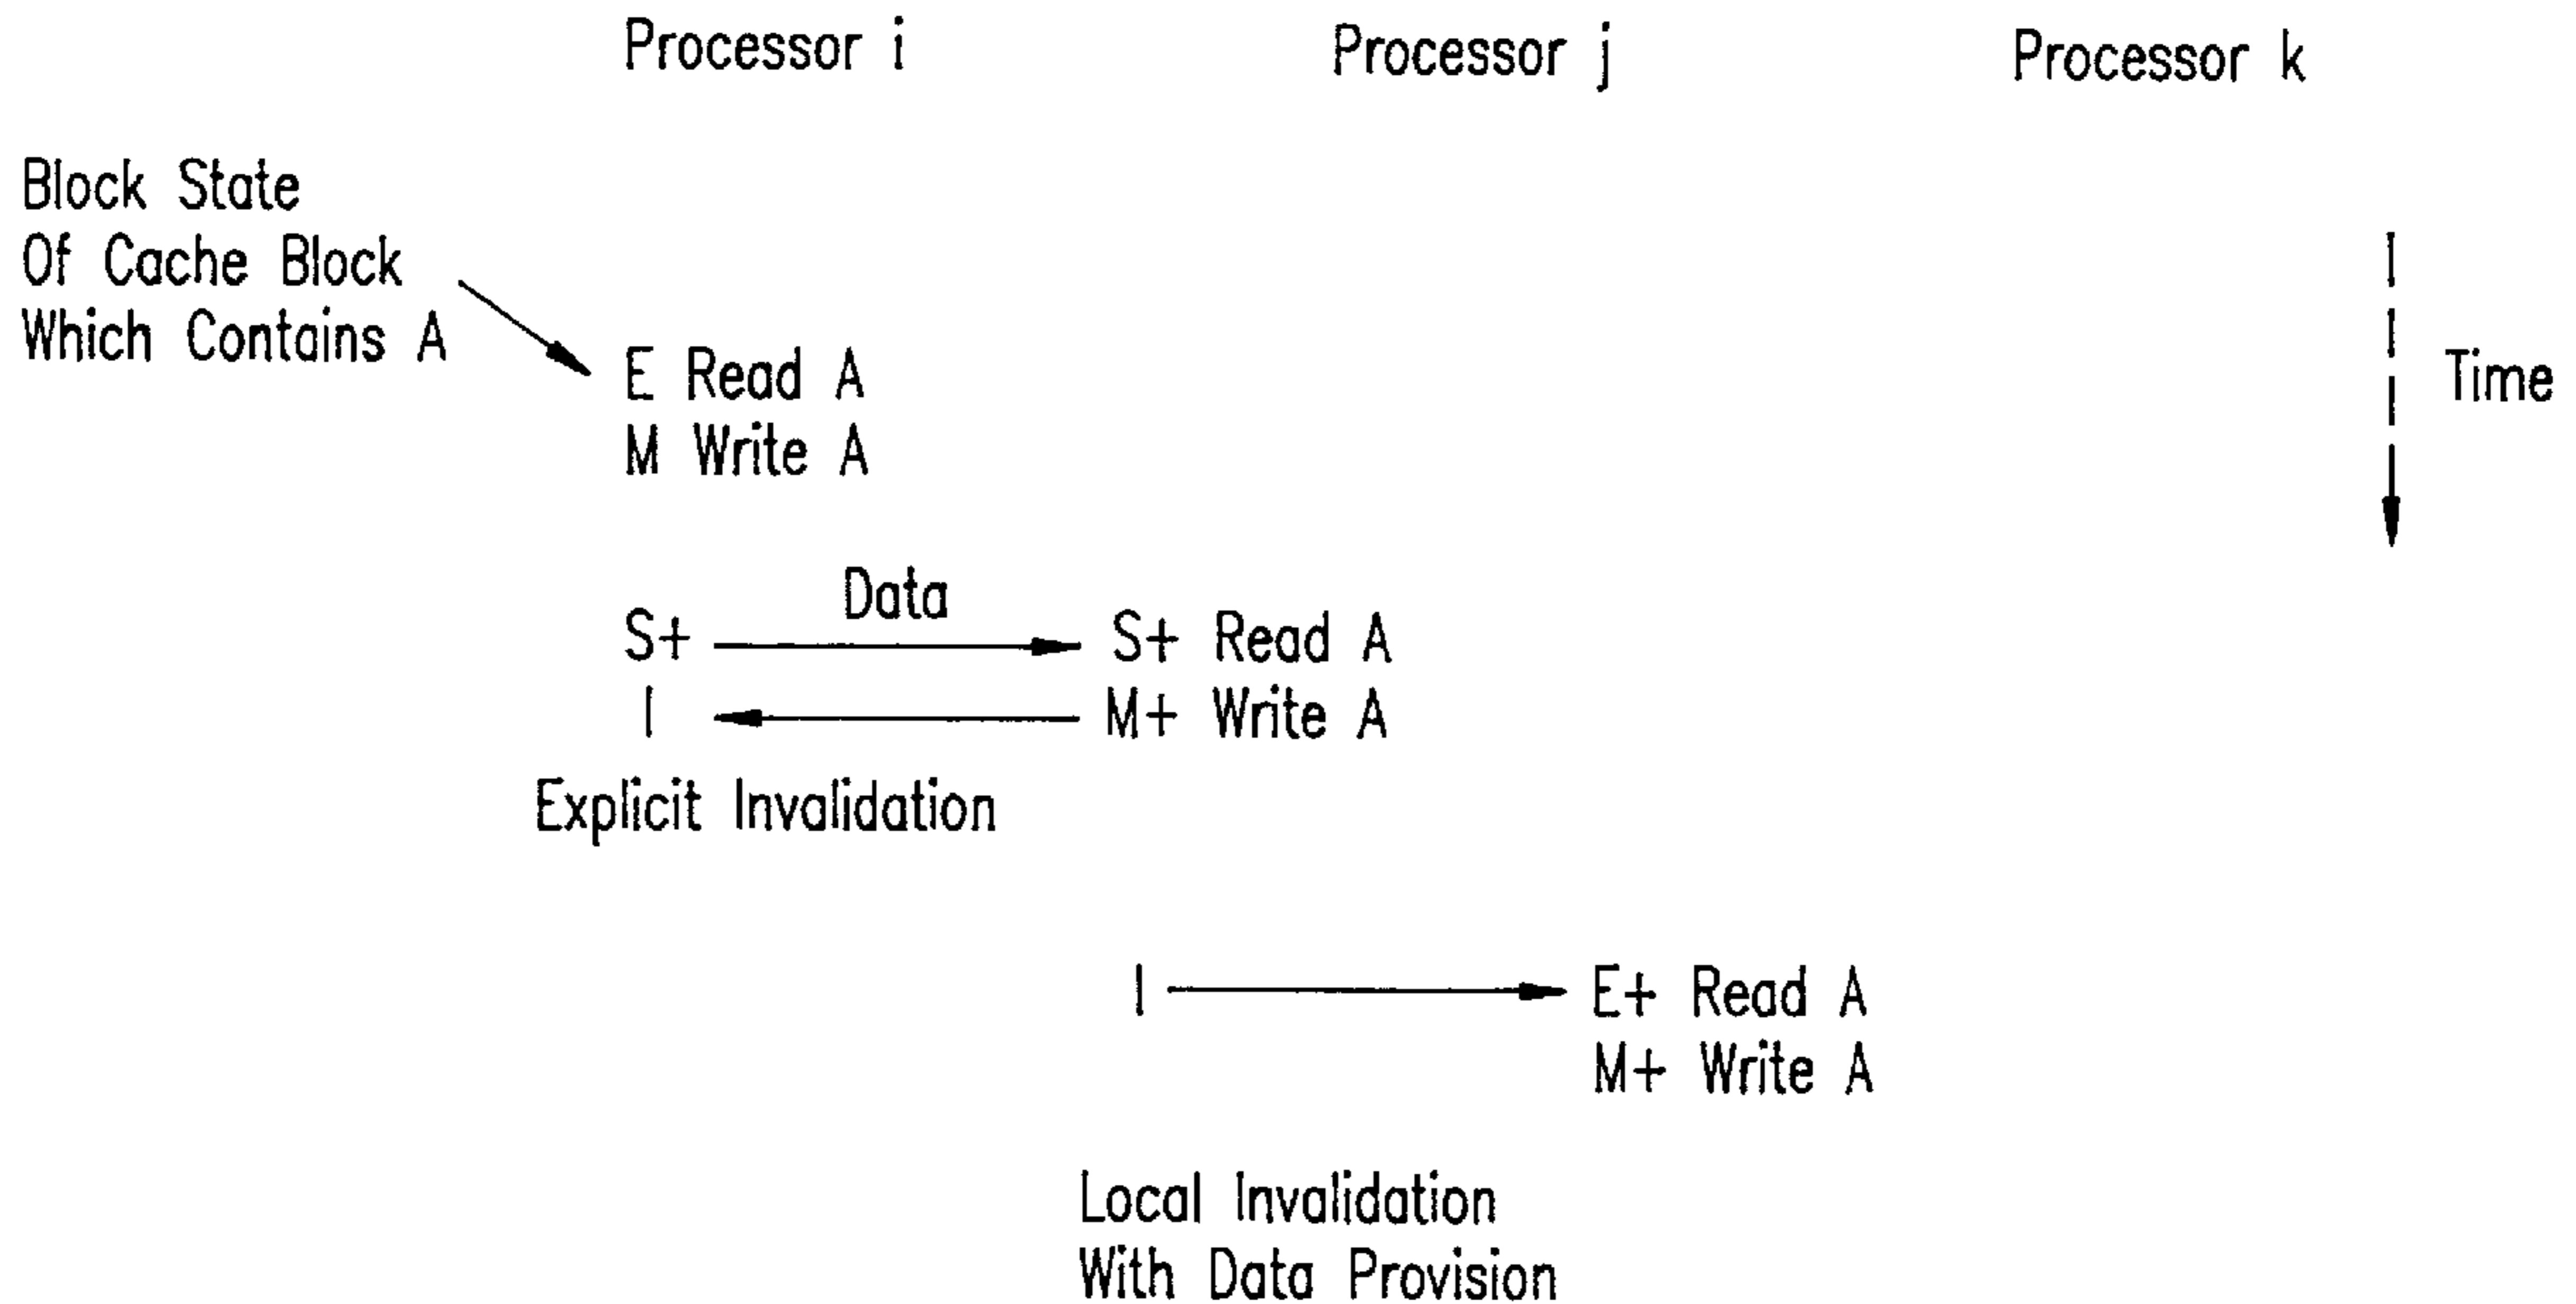 Processor i
Processor j
Processor k
Block State
Of Cache Block
Which Contains A
Time
E Read A
M Write A
Data
S+
S+ Read A
I
M+ Write A
Explicit Invalidation
I
E+ Read A
M+ Write A
Local Invalidation
With Data Provision